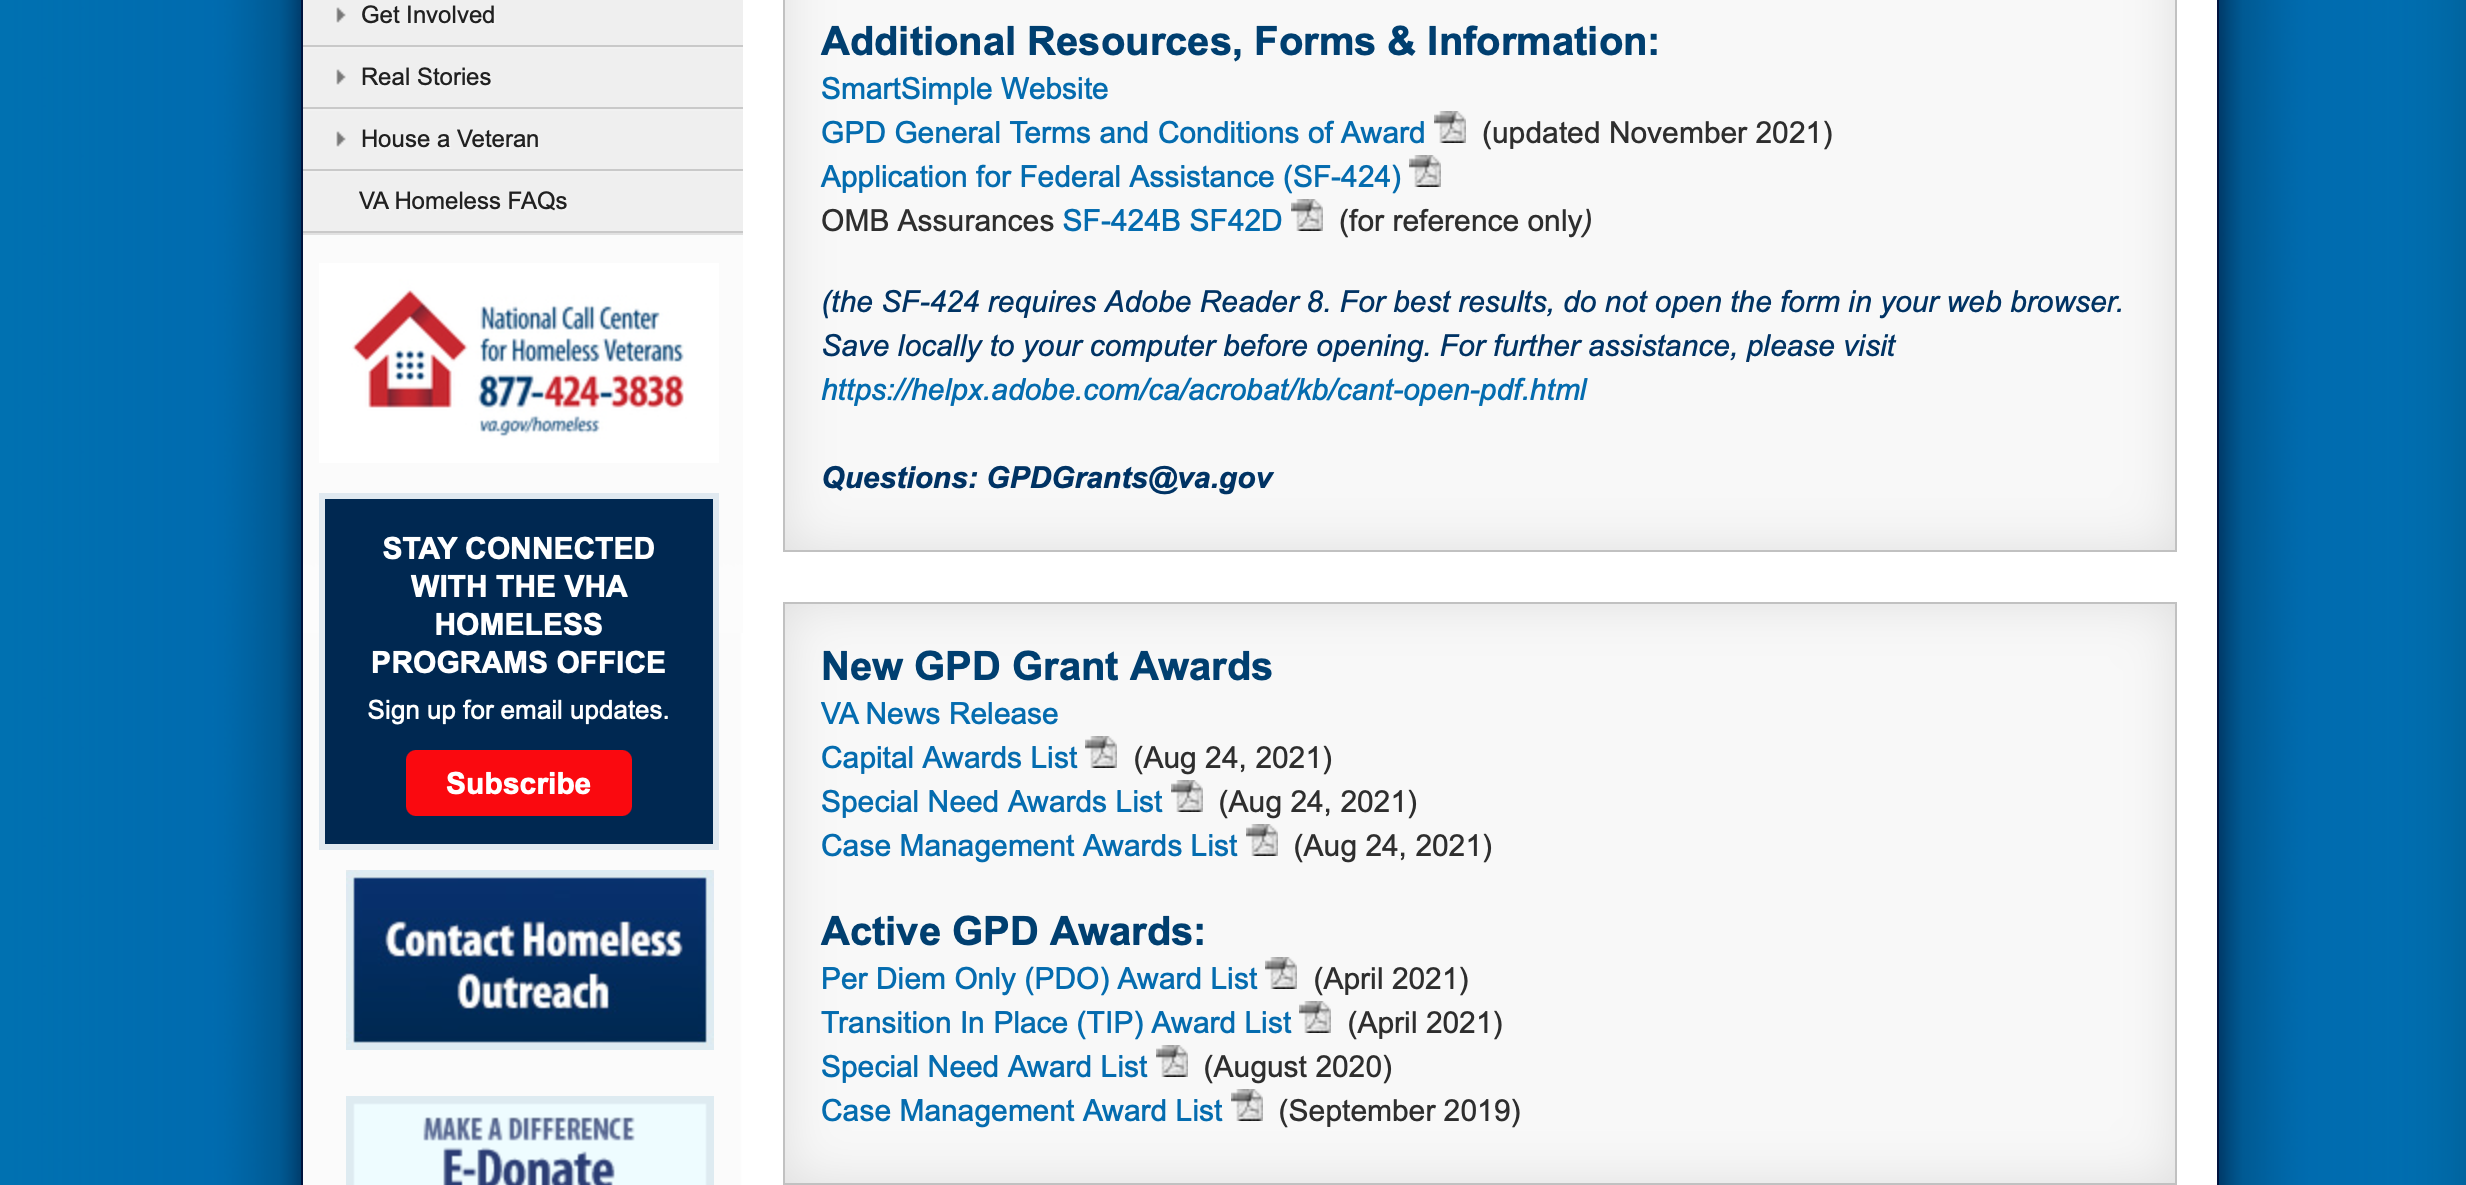 Get Involved
Real Stories
House a Veteran
VA Homeless FAQs
National Call Center
for Homeless Veterans
877-424-3838
va.gov/homeless
STAY CONNECTED
WITH THE VHA
HOMELESS
PROGRAMS OFFICE
Sign up for email updates.
Subscribe
Contact Homeless
Outreach
MAKE A DIFFERENCE
E-Donate
Additional Resources, Forms & Information:
SmartSimple Website
GPD General Terms and Conditions of Award (updated November 2021)
Application for Federal Assistance (SF-424)
OMB Assurances SF-424B SF42D (for reference only)
(the SF-424 requires Adobe Reader 8. For best results, do not open the form in your web browser.
Save locally to your computer before opening. For further assistance, please visit
https://helpx.adobe.com/ca/acrobat/kb/cant-open-pdf.html
Questions: GPDGrants@va.gov
New GPD Grant Awards
VA News Release
Capital Awards List (Aug 24, 2021)
Special Need Awards List (Aug 24, 2021)
Case Management Awards List (Aug 24, 2021)
Active GPD Awards:
Per Diem Only (PDO) Award List (April 2021)
Transition In Place (TIP) Award List (April 2021)
Special Need Award List (August 2020)
Case Management Award List (September 2019)